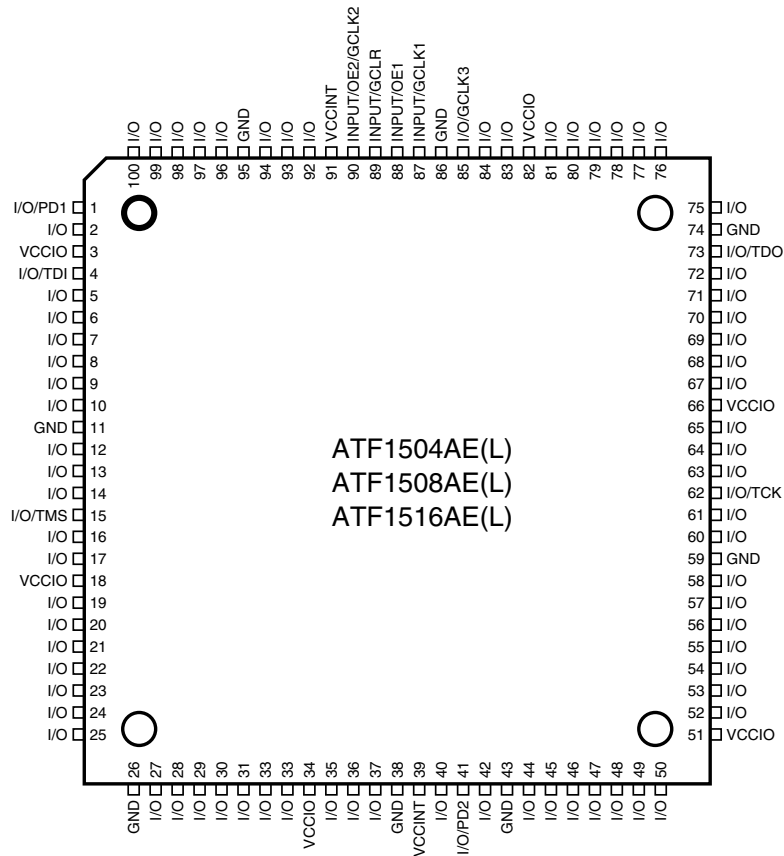 I/O
I/O
I/O
I/O
I/O
GND
I/O
I/O
I/O
VCCINT
INPUT/OE2/GCLK2
INPUT/GCLR
INPUT/OE1
INPUT/GCLK1
GND
I/O/GCLK3
I/O
I/O
VCCIO
I/O
I/O
I/O
I/O
I/O
I/O
100 99 98 97 96 95 94 93 92 91 90 89 88 87 86 85 84 83 82 81 80 79 78 77 76
I/O/PD1 1
I/O 2
VCCIO 3
I/O/TDI 4
I/O 5
I/O 6
I/O 7
I/O 8
I/O 9
I/O 10
GND 11
I/O 12
I/O 13
I/O 14
I/O/TMS 15
I/O 16
I/O 17
VCCIO 18
I/O 19
I/O 20
I/O 21
I/O 22
I/O 23
I/O 24
I/O 25
ATF1504AE(L)
ATF1508AE(L)
ATF1516AE(L)
75 I/O
74 GND
73 I/O/TDO
72 I/O
71 I/O
70 I/O
69 I/O
68 I/O
67 I/O
66 VCCIO
65 I/O
64 I/O
63 I/O
62 I/O/TCK
61 I/O
60 I/O
59 GND
58 I/O
57 I/O
56 I/O
55 I/O
54 I/O
53 I/O
52 I/O
51 VCCIO
26 27 28 29 30 31 33 33 34 35 36 37 38 39 40 41 42 43 44 45 46 47 48 49 50
GND
I/O
I/O
I/O
I/O
I/O
I/O
I/O
VCCIO
I/O
I/O
I/O
GND
VCCINT
I/O
I/O/PD2
I/O
GND
I/O
I/O
I/O
I/O
I/O
I/O
I/O